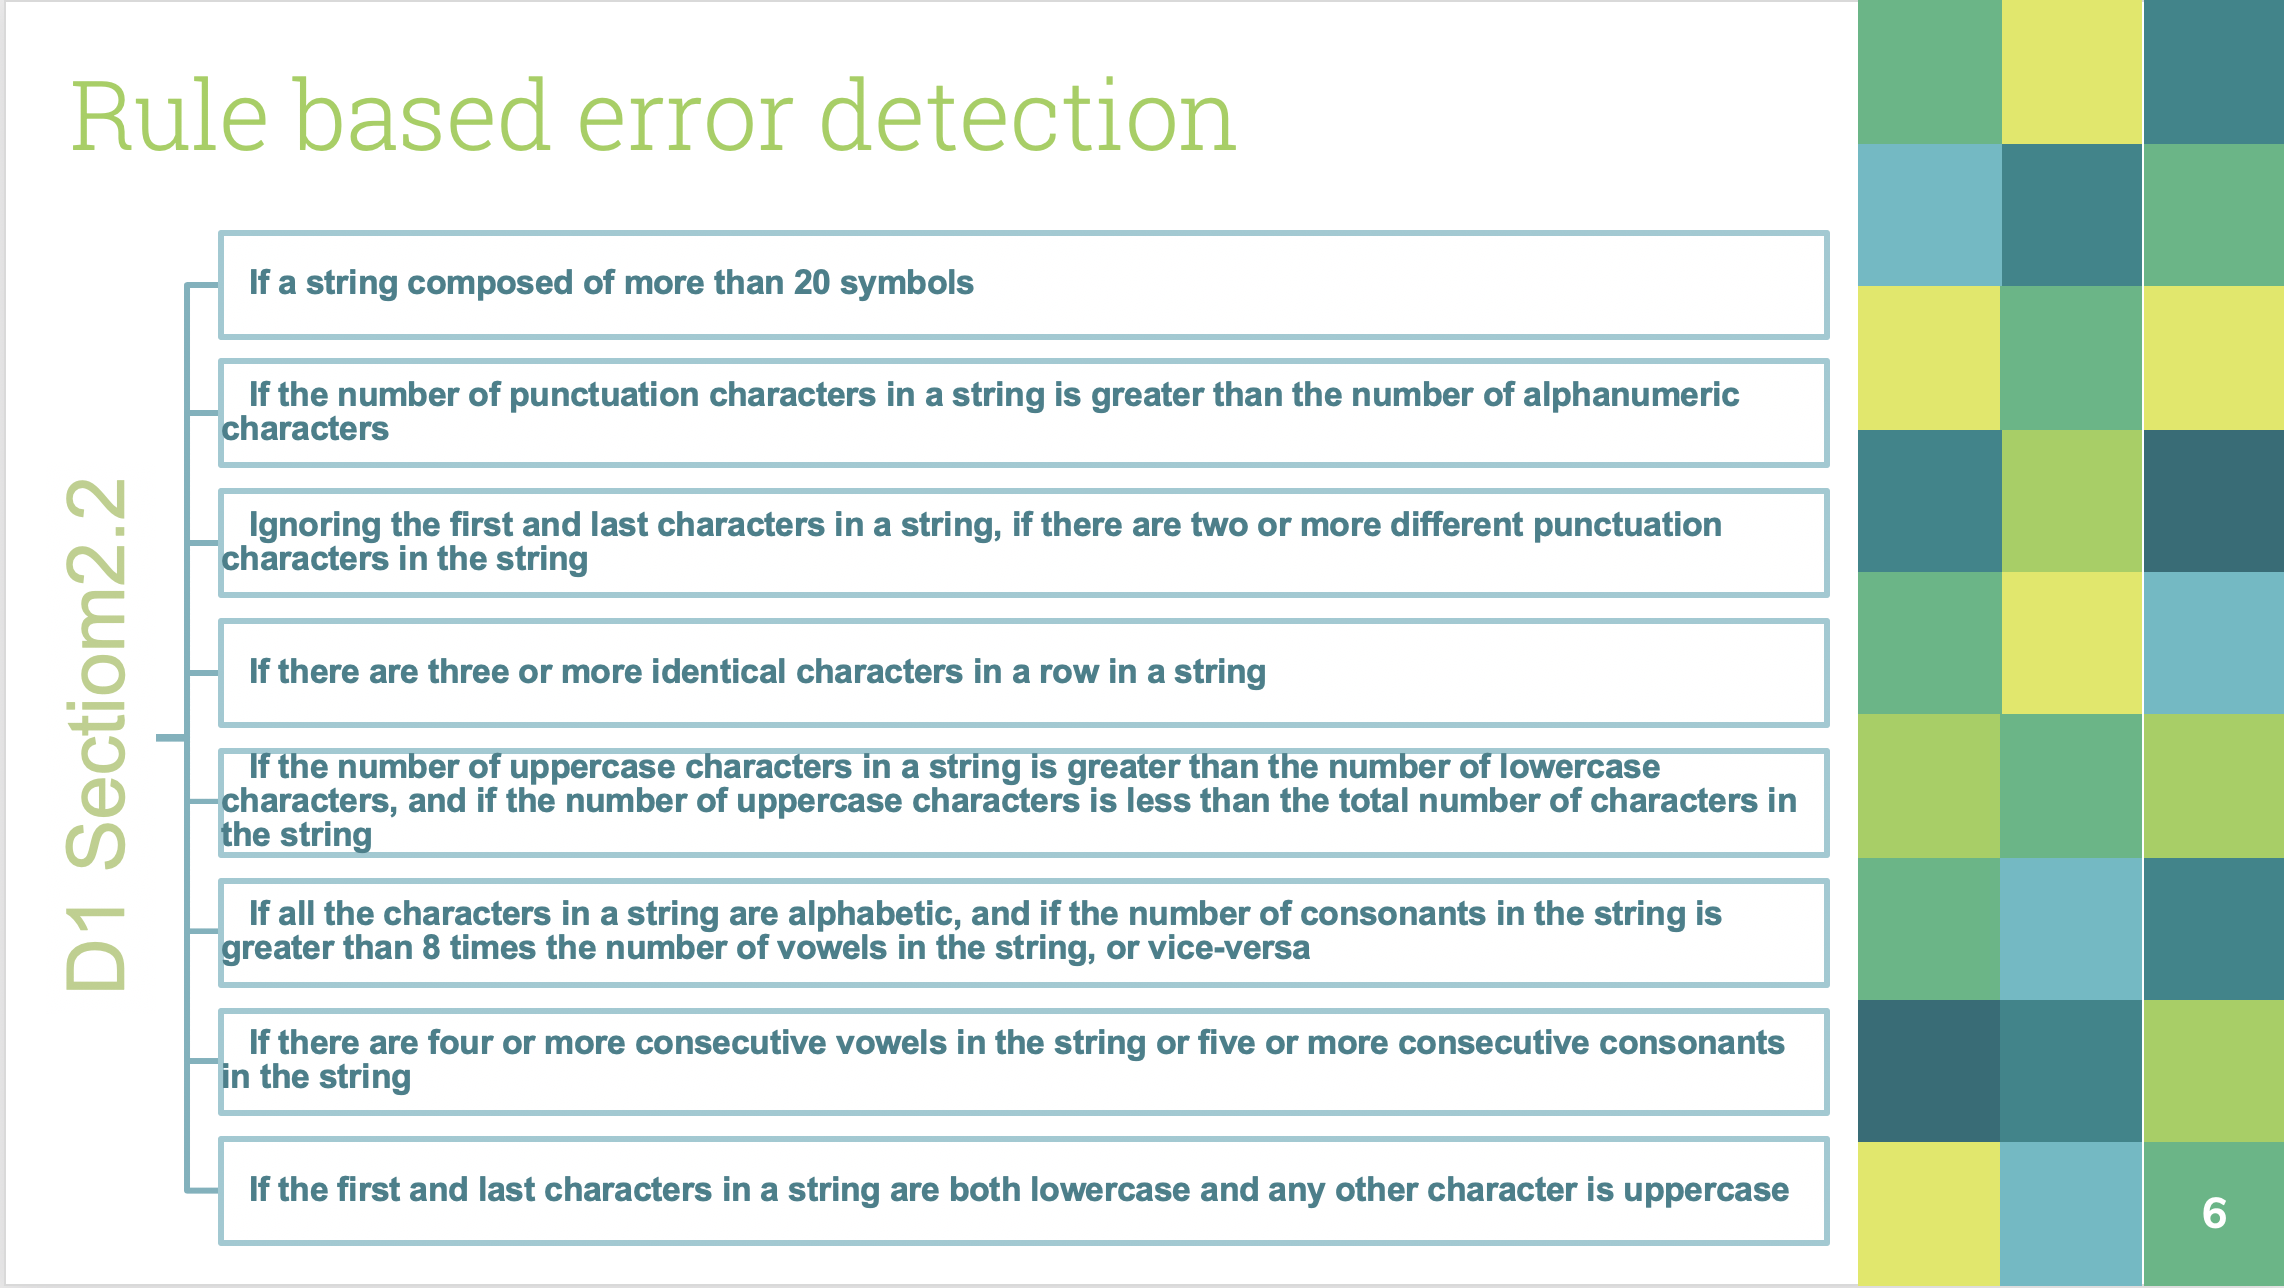 Rule based error detection
D1 Sectiom2.2
If a string composed of more than 20 symbols
If the number of punctuation characters in a string is greater than the number of alphanumeric
characters
Ignoring the first and last characters in a string, if there are two or more different punctuation
characters in the string
If there are three or more identical characters in a row in a string
If the number of uppercase characters in a string is greater than the number of lowercase
characters, and if the number of uppercase characters is less than the total number of characters in
the string
If all the characters in a string are alphabetic, and if the number of consonants in the string is
greater than 8 times the number of vowels in the string, or vice-versa
If there are four or more consecutive vowels in the string or five or more consecutive consonants
in the string
If the first and last characters in a string are both lowercase and any other character is uppercase
6